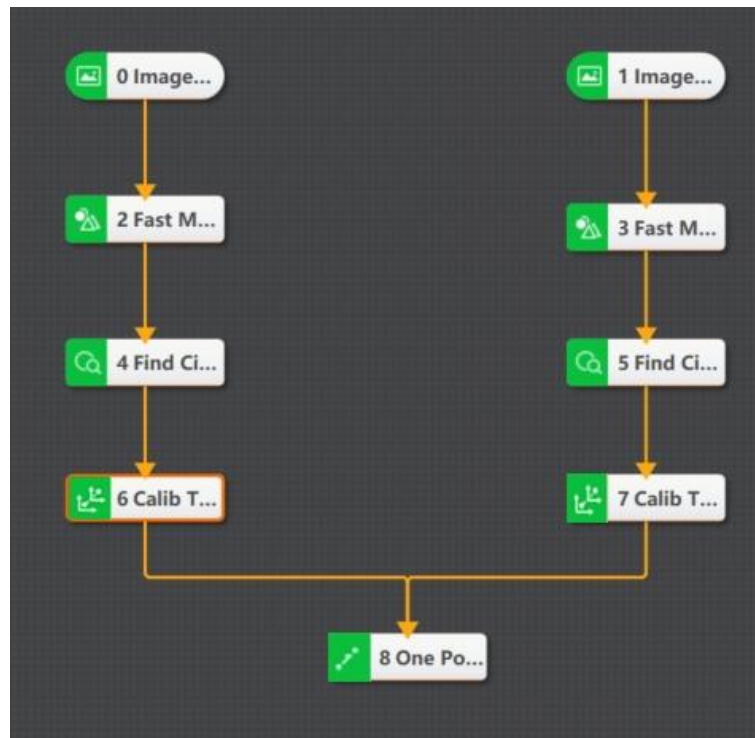 0 Image...
1 Image...
2 Fast M...
3 Fast M...
4 Find Ci...
5 Find Ci...
6 Calib T...
7 Calib T...
8 One Po...